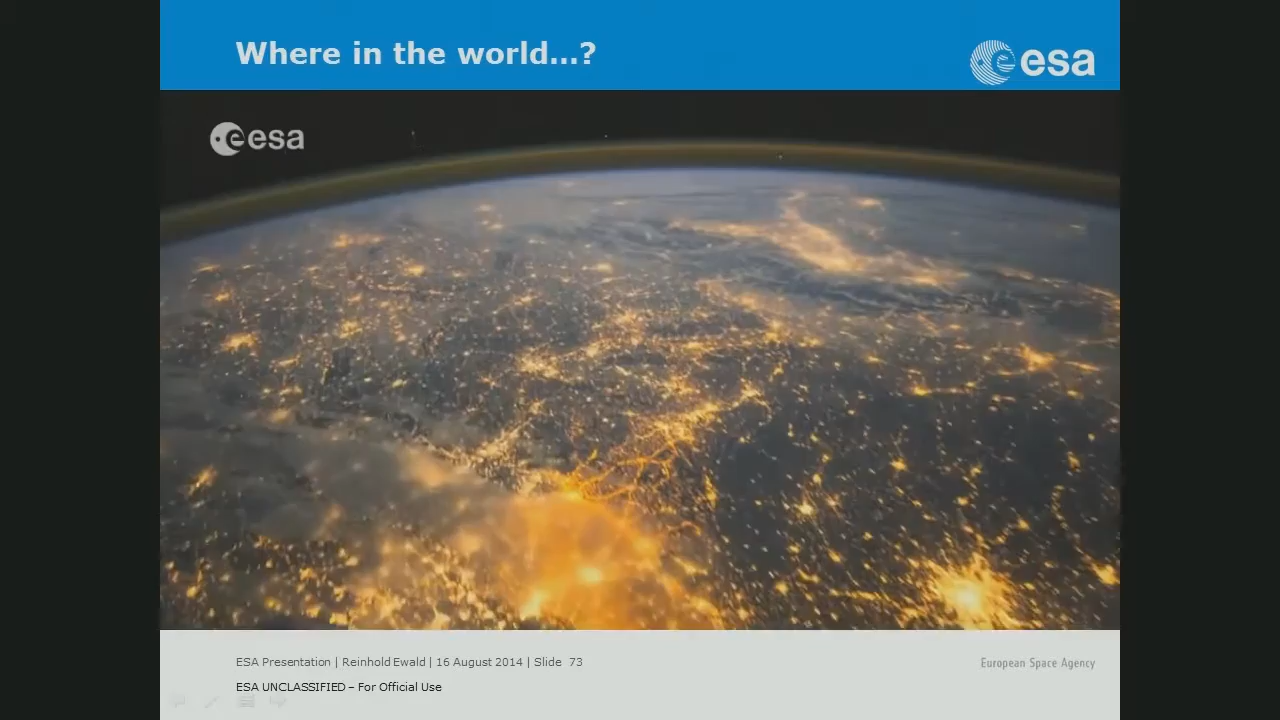 Where in the world...?
esa
esa
ESA Presentation | Reinhold Ewald | 16 August 2014 | Slide 73
European Space Agency
ESA UNCLASSIFIED – For Official Use